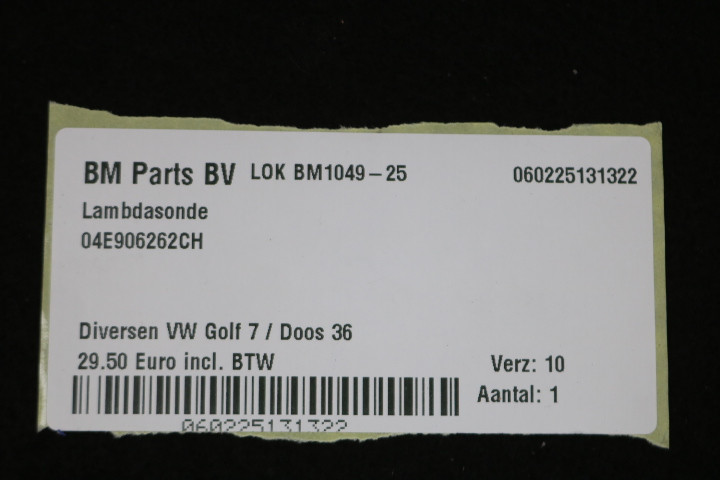 BM Parts BV LOK BM1049-25 060225131322
Lambdasonde
04E906262CH
Diversen VW Golf 7 / Doos 36
29.50 Euro incl. BTW Verz: 10
Aantal: 1
060225131322